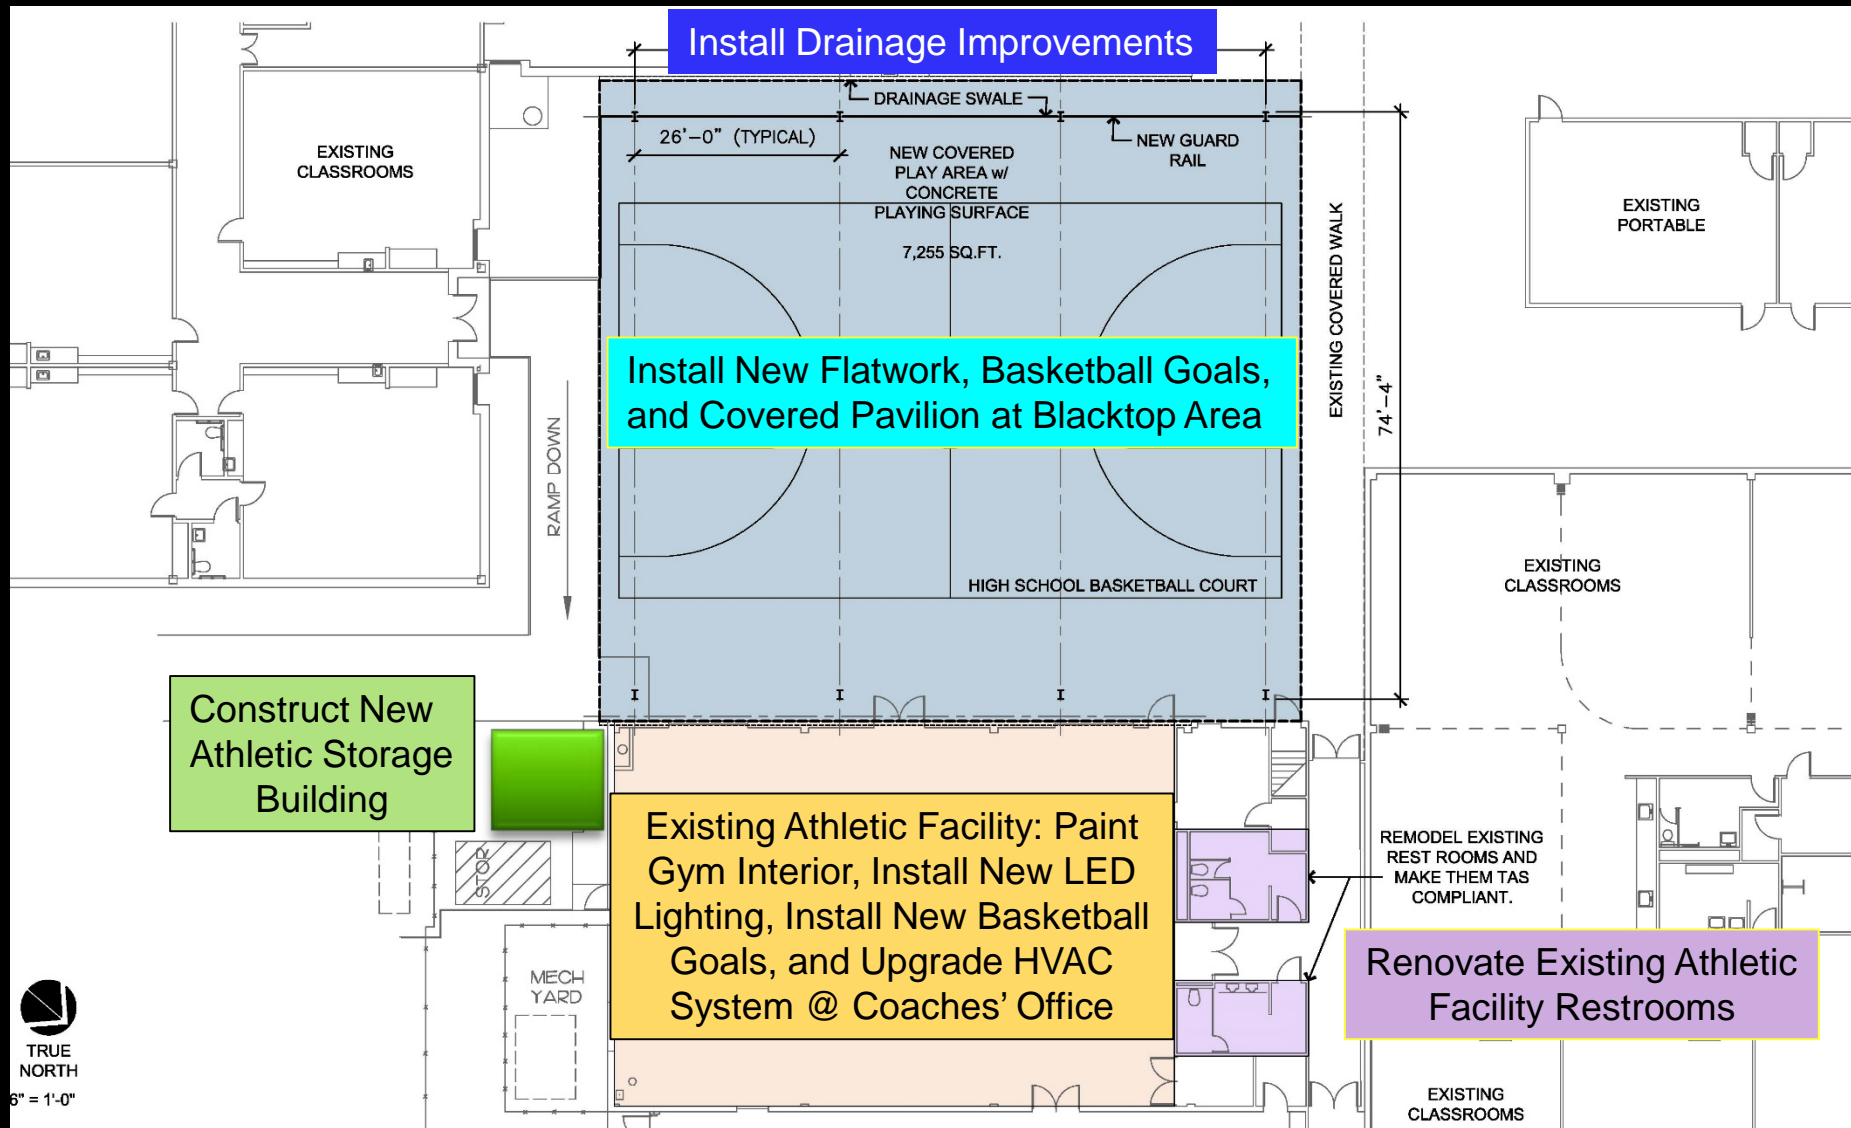 Install Drainage Improvements
DRAINAGE SWALE
26'-0" (TYPICAL)
NEW GUARD
RAIL
NEW COVERED
PLAY AREA w/
CONCRETE
PLAYING SURFACE
7,255 SQ.FT.
EXISTING
CLASSROOMS
EXISTING
PORTABLE
EXISTING COVERED WALK
74'-4"
Install New Flatwork, Basketball Goals,
and Covered Pavilion at Blacktop Area
RAMP DOWN
HIGH SCHOOL BASKETBALL COURT
EXISTING
CLASSROOMS
Construct New
Athletic Storage
Building
STOR
Existing Athletic Facility: Paint
Gym Interior, Install New LED
Lighting, Install New Basketball
Goals, and Upgrade HVAC
System @ Coaches' Office
REMODEL EXISTING
REST ROOMS AND
MAKE THEM TAS
COMPLIANT.
Renovate Existing Athletic
Facility Restrooms
MECH
YARD
TRUE
NORTH
6" = 1'-0"
EXISTING
CLASSROOMS